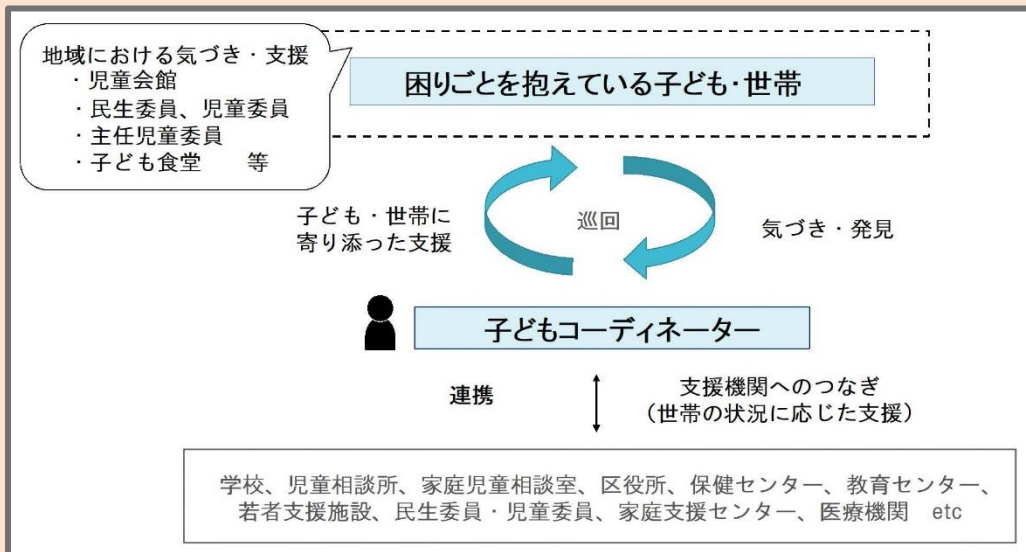 地域における気づき・支援
・児童会館
・民生委員、児童委員
・主任児童委員
・子ども食堂　　等
困りごとを抱えている子ども・世帯
子ども・世帯に
寄り添った支援
巡回
気づき・発見
子どもコーディネーター
連携
支援機関へのつなぎ
（世帯の状況に応じた支援）
学校、児童相談所、家庭児童相談室、区役所、保健センター、教育センター、
若者支援施設、民生委員・児童委員、家庭支援センター、医療機関　etc